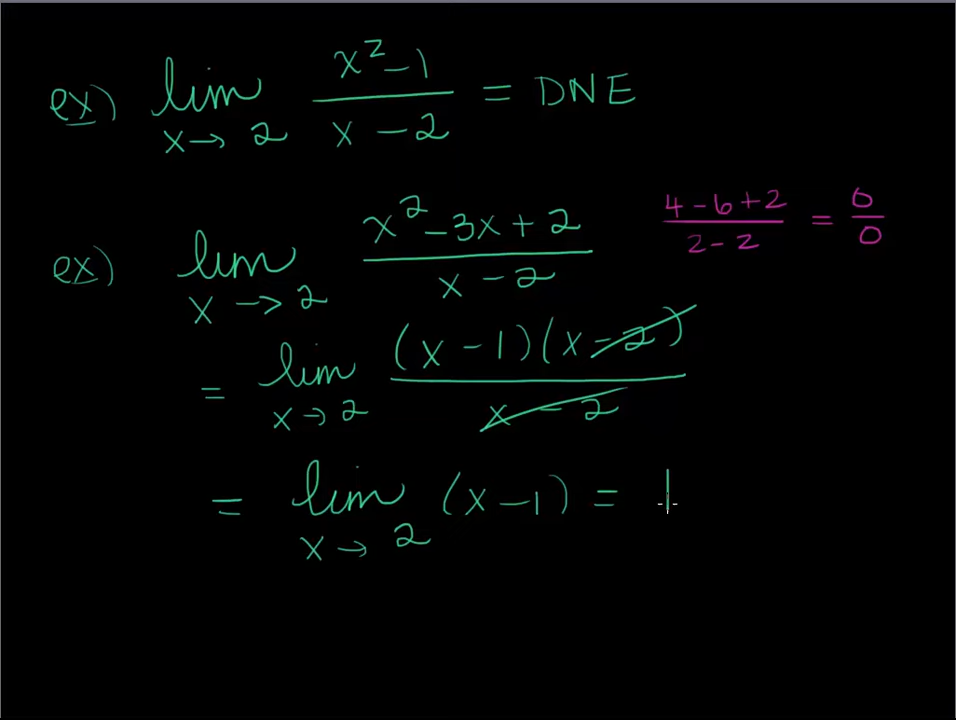 ex) lim x→2 (x² - 1)/(x - 2) = DNE
ex) lim x→2 (x² - 3x + 2)/(x - 2)
(4 - 6 + 2)/(2 - 2) = 0/0
= lim x→2 ((x - 1)(x - 2))/(x - 2)
= lim x→2 (x - 1) = 1